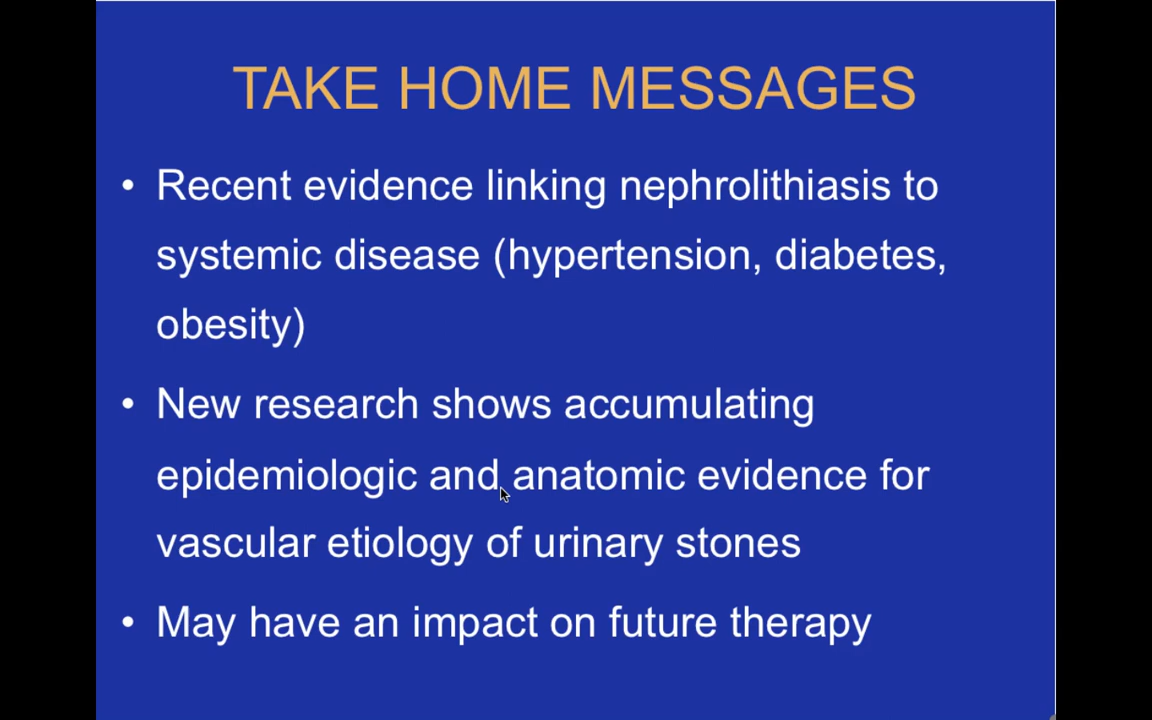 TAKE HOME MESSAGES
• Recent evidence linking nephrolithiasis to
systemic disease (hypertension, diabetes,
obesity)
• New research shows accumulating
epidemiologic and anatomic evidence for
vascular etiology of urinary stones
• May have an impact on future therapy